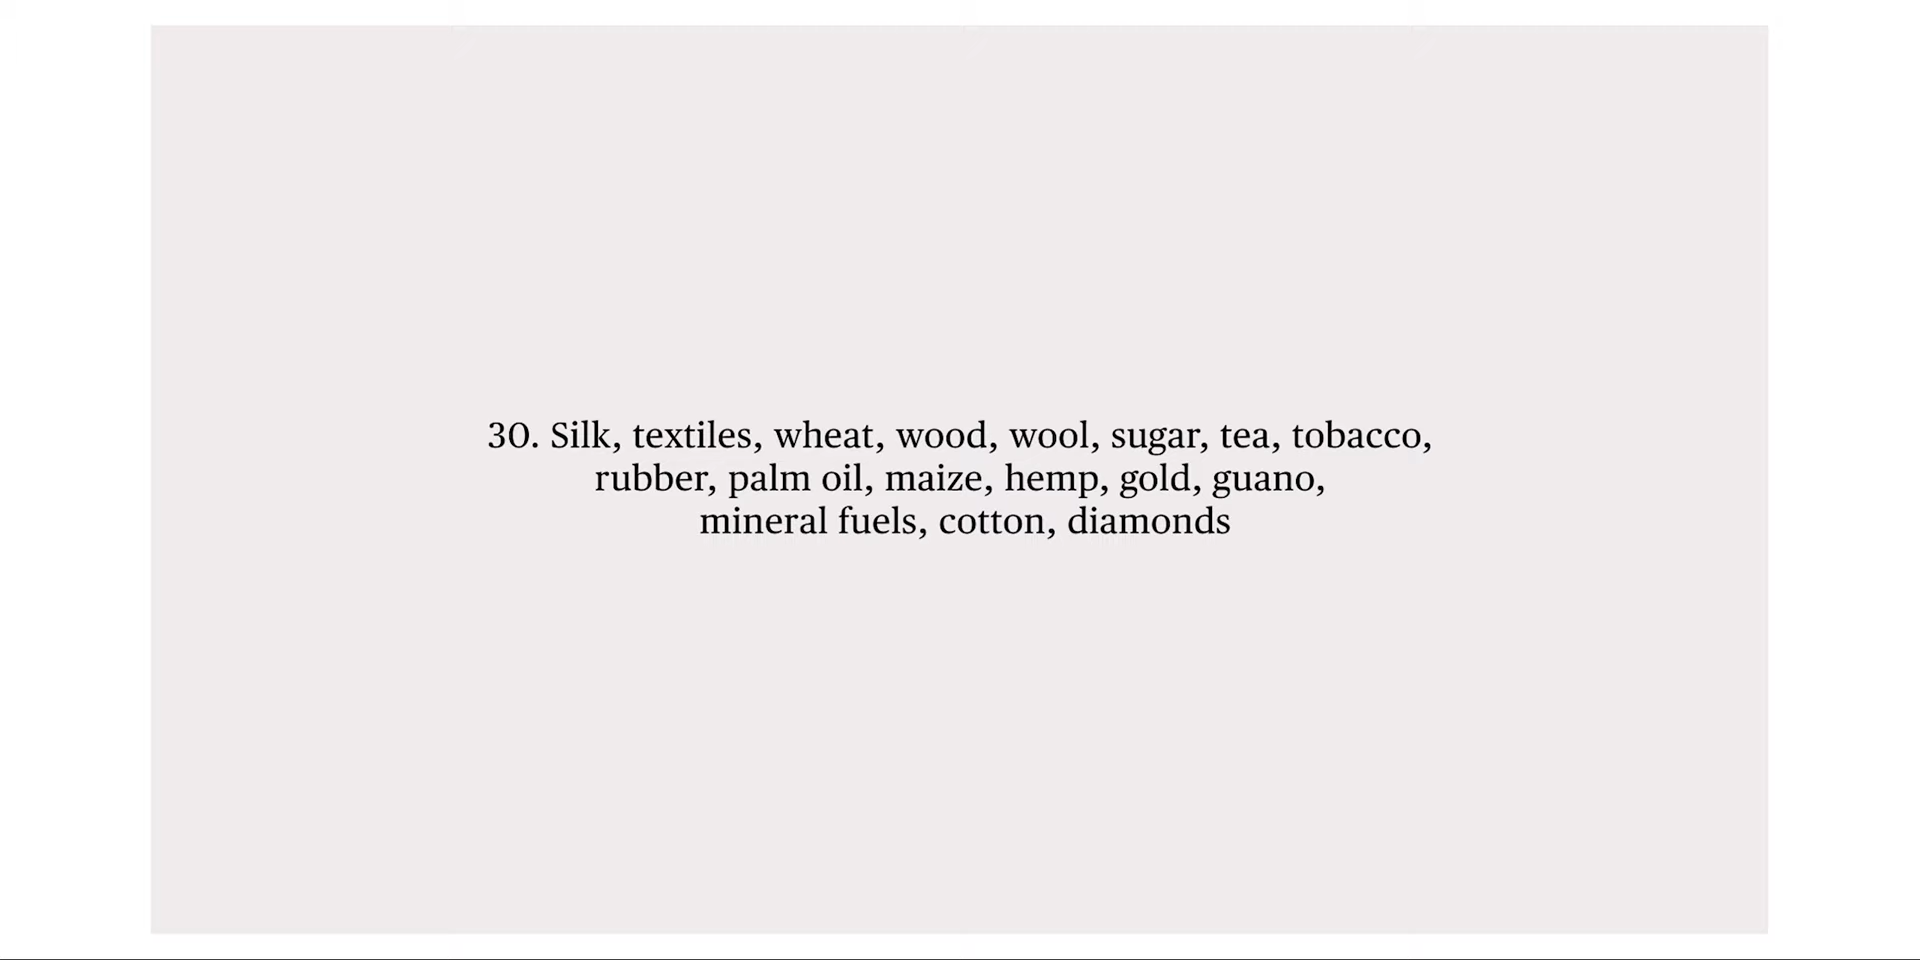 30. Silk, textiles, wheat, wood, wool, sugar, tea, tobacco,
rubber, palm oil, maize, hemp, gold, guano,
mineral fuels, cotton, diamonds